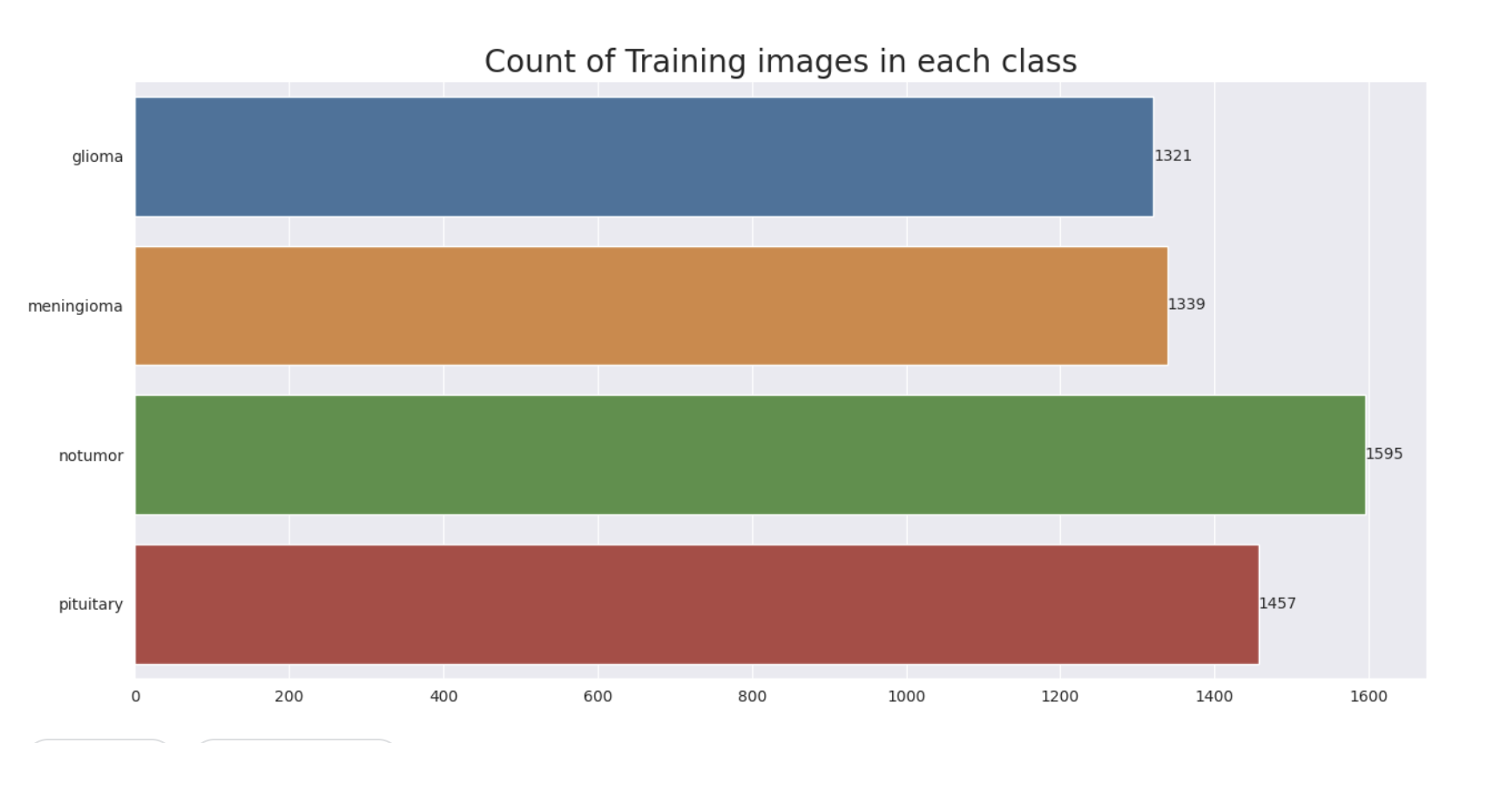 Count of Training images in each class
glioma
1321
meningioma
1339
notumor
1595
pituitary
1457
0 200 400 600 800 1000 1200 1400 1600